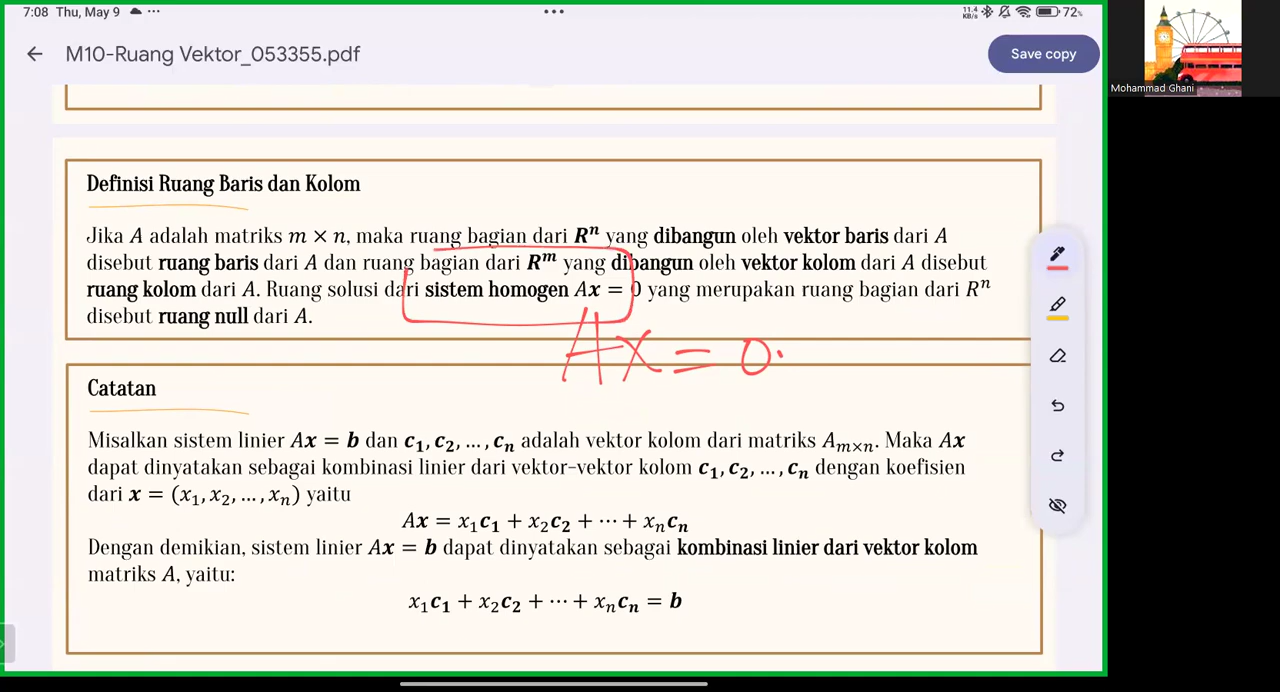 7:08 Thu, May 9 ☁ ···
•••
11.4 KB/s 72%
← M10-Ruang Vektor_053355.pdf
Save copy
Mohammad Ghani
Definisi Ruang Baris dan Kolom
Jika A adalah matriks m × n, maka ruang bagian dari Rⁿ yang dibangun oleh vektor baris dari A
disebut ruang baris dari A dan ruang bagian dari Rᵐ yang dibangun oleh vektor kolom dari A disebut
ruang kolom dari A. Ruang solusi dari sistem homogen Ax = 0 yang merupakan ruang bagian dari Rⁿ
disebut ruang null dari A.
Ax = 0.
Catatan
Misalkan sistem linier Ax = b dan c₁, c₂, …, cₙ adalah vektor kolom dari matriks Aₘ×ₙ. Maka Ax
dapat dinyatakan sebagai kombinasi linier dari vektor-vektor kolom c₁, c₂, …, cₙ dengan koefisien
dari x = (x₁, x₂, …, xₙ) yaitu
Ax = x₁c₁ + x₂c₂ + ⋯ + xₙcₙ
Dengan demikian, sistem linier Ax = b dapat dinyatakan sebagai kombinasi linier dari vektor kolom
matriks A, yaitu:
x₁c₁ + x₂c₂ + ⋯ + xₙcₙ = b